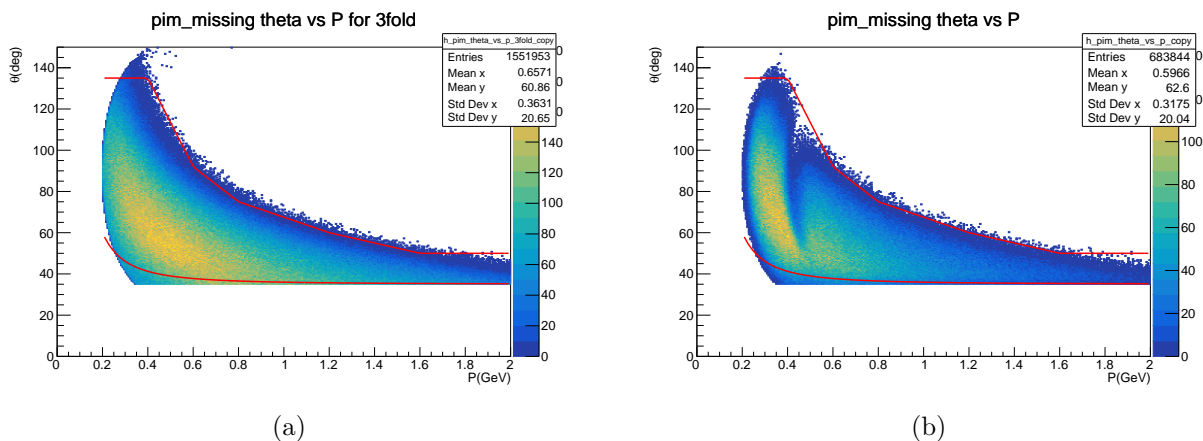 pim_missing theta vs P for 3fold
θ(deg)
140
120
100
80
60
40
20
0
0 0.2 0.4 0.6 0.8 1 1.2 1.4 1.6 1.8 2
P(GeV)
h_pim_theta_vs_p_3fold_copy
Entries 1551953
Mean x 0.6571
Mean y 60.86
Std Dev x 0.3631
Std Dev y 20.65
140
120
100
80
60
40
20
0
(a)
pim_missing theta vs P
θ(deg)
140
120
100
80
60
40
20
0
0 0.2 0.4 0.6 0.8 1 1.2 1.4 1.6 1.8 2
P(GeV)
h_pim_theta_vs_p_copy
Entries 683844
Mean x 0.5966
Mean y 62.6
Std Dev x 0.3175
Std Dev y 20.04
100
80
60
40
20
0
(b)